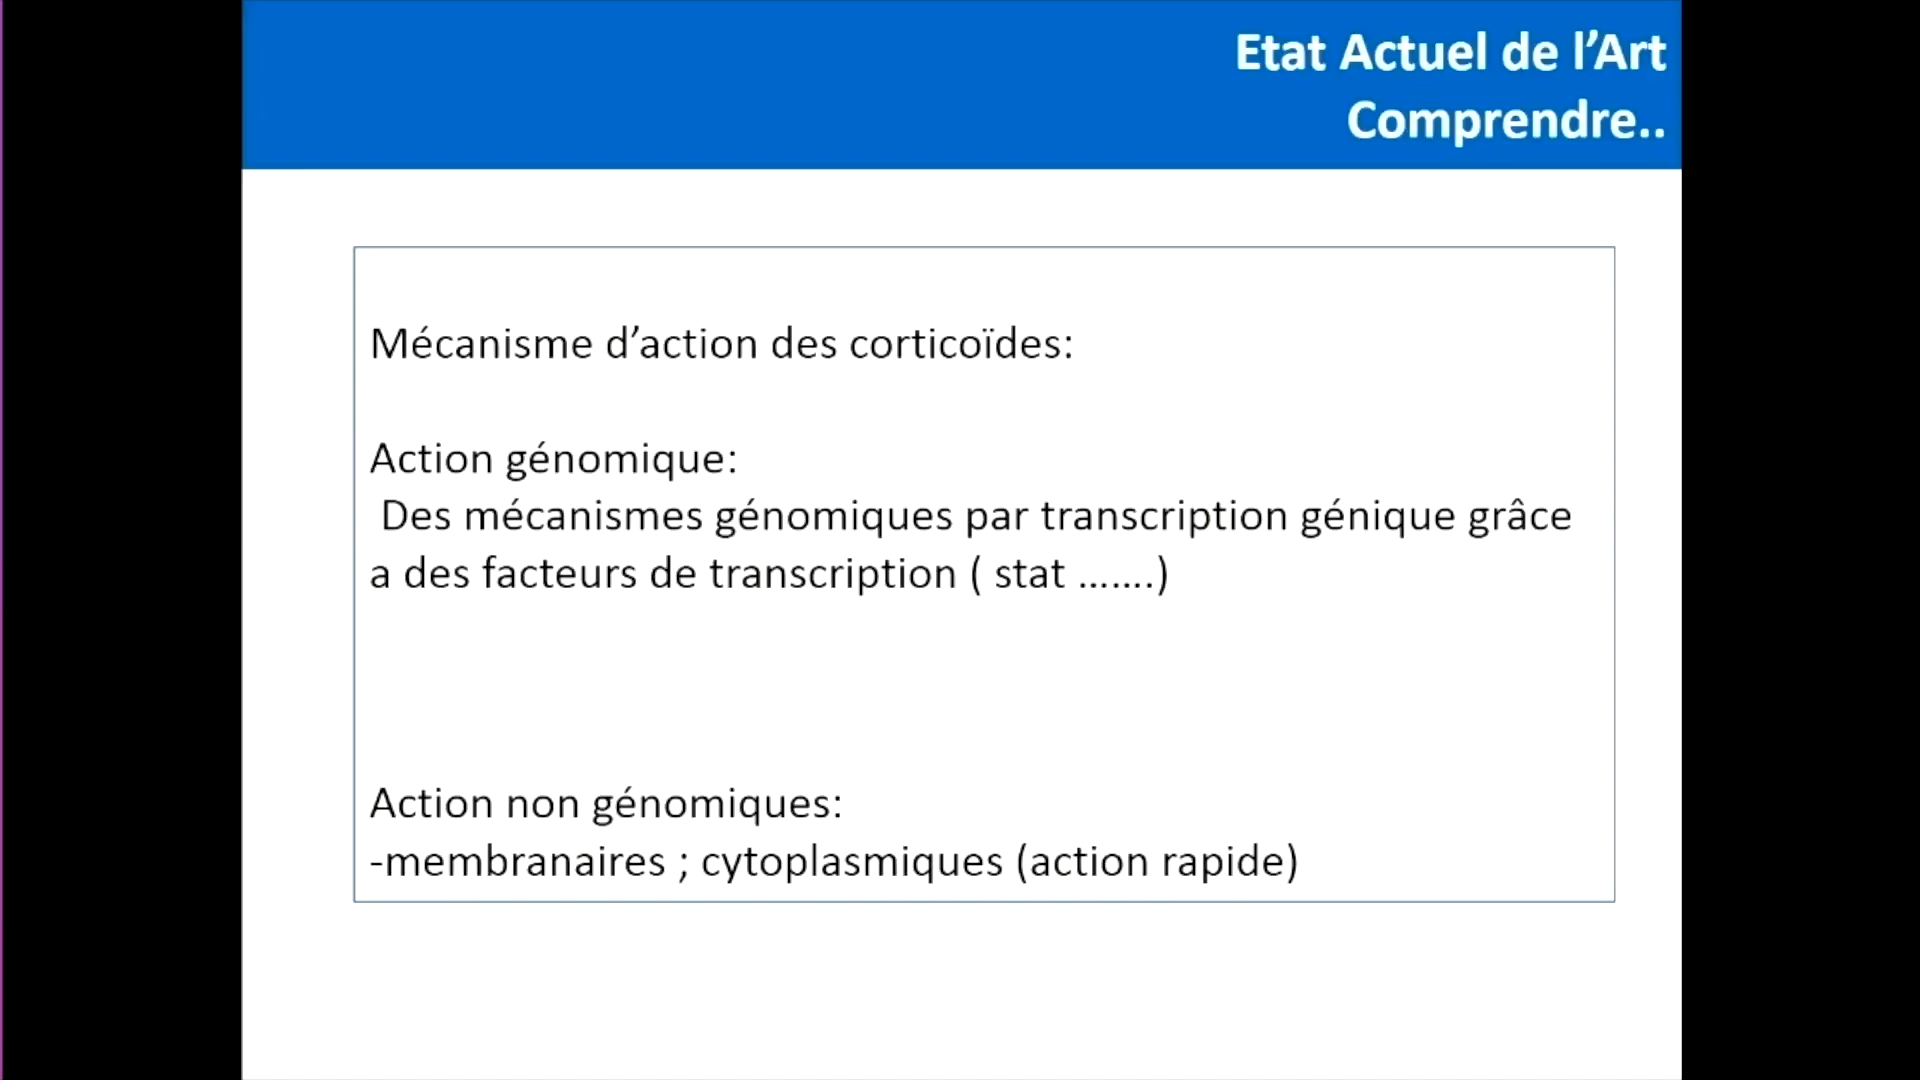 Etat Actuel de l’Art
Comprendre..
Mécanisme d’action des corticoïdes:
Action génomique:
Des mécanismes génomiques par transcription génique grâce
a des facteurs de transcription ( stat .......)
Action non génomiques:
-membranaires ; cytoplasmiques (action rapide)